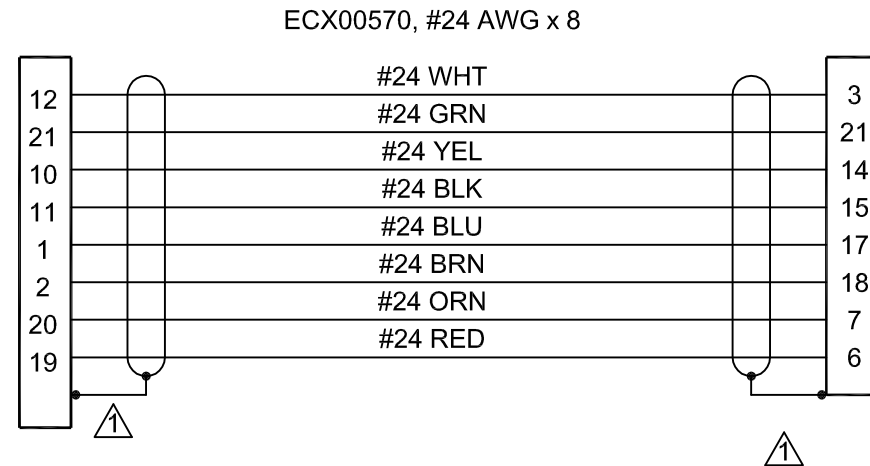 ECX00570, #24 AWG x 8
12 #24 WHT 3
21 #24 GRN 21
10 #24 YEL 14
11 #24 BLK 15
1 #24 BLU 17
2 #24 BRN 18
20 #24 ORN 7
19 #24 RED 6
1
1